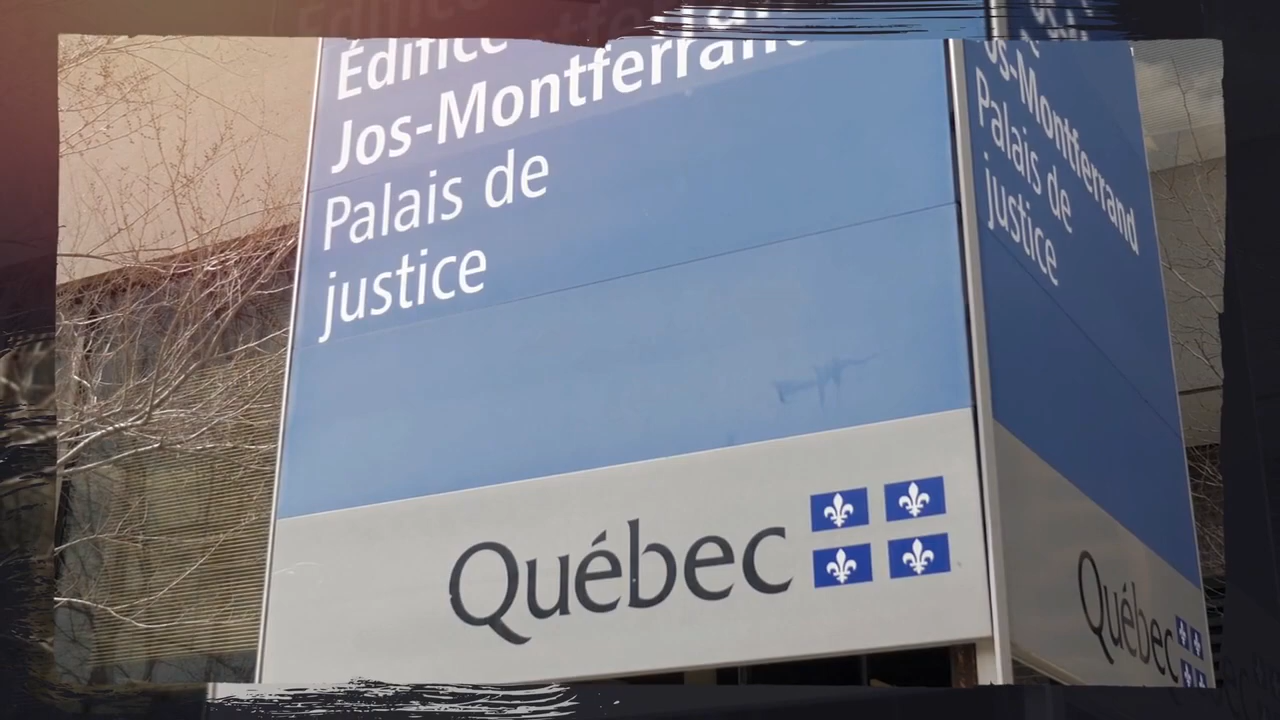 Édifice
Jos-Montferrand
Palais de
justice
Québec
Jos-Montferrand
Palais de
justice
Québec